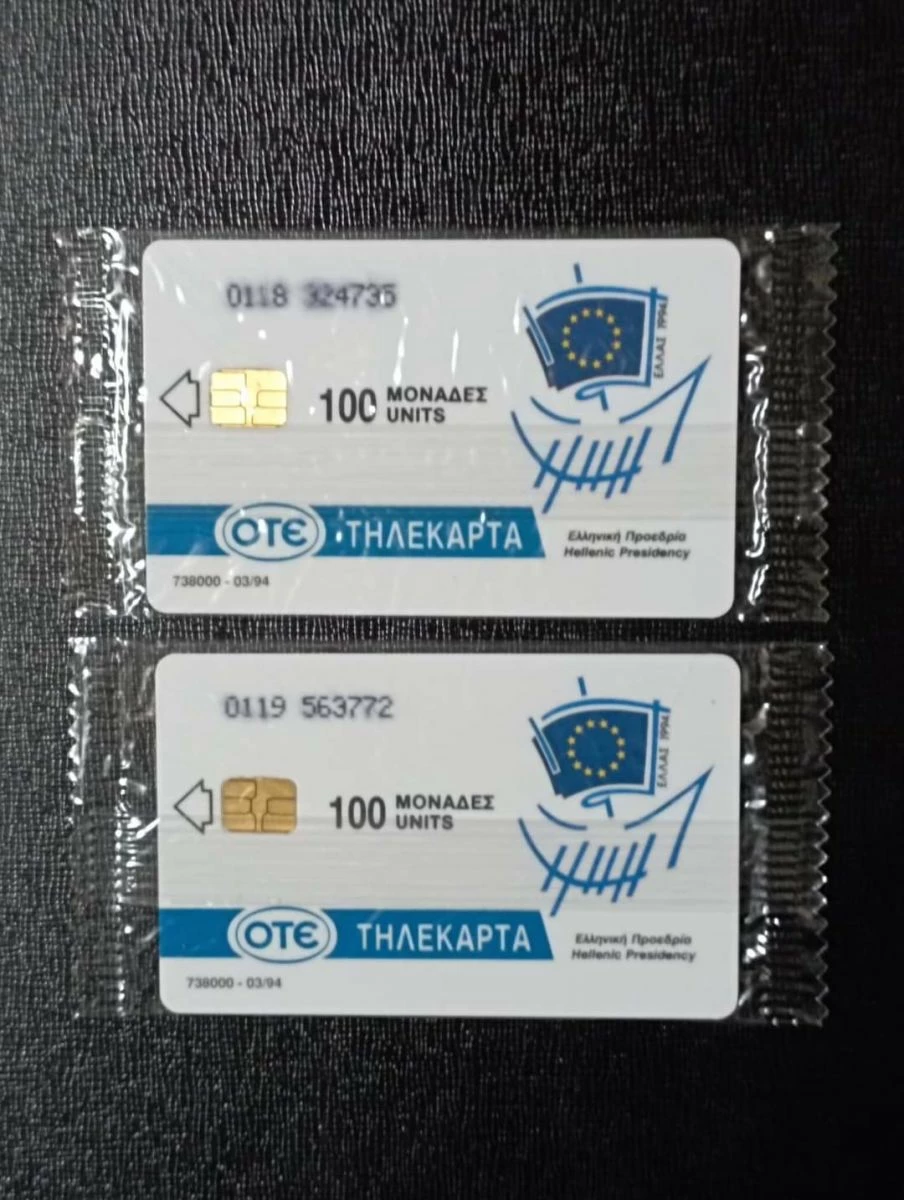 0118 324735
ΕΛΛΑΣ 1994
100 ΜΟΝΑΔΕΣ
UNITS
ΟΤΕ ΤΗΛΕΚΑΡΤΑ
Ελληνική Προεδρία
Hellenic Presidency
738000 - 03/94
0119 563772
ΕΛΛΑΣ 1994
100 ΜΟΝΑΔΕΣ
UNITS
ΟΤΕ ΤΗΛΕΚΑΡΤΑ
Ελληνική Προεδρία
Hellenic Presidency
738000 - 03/94